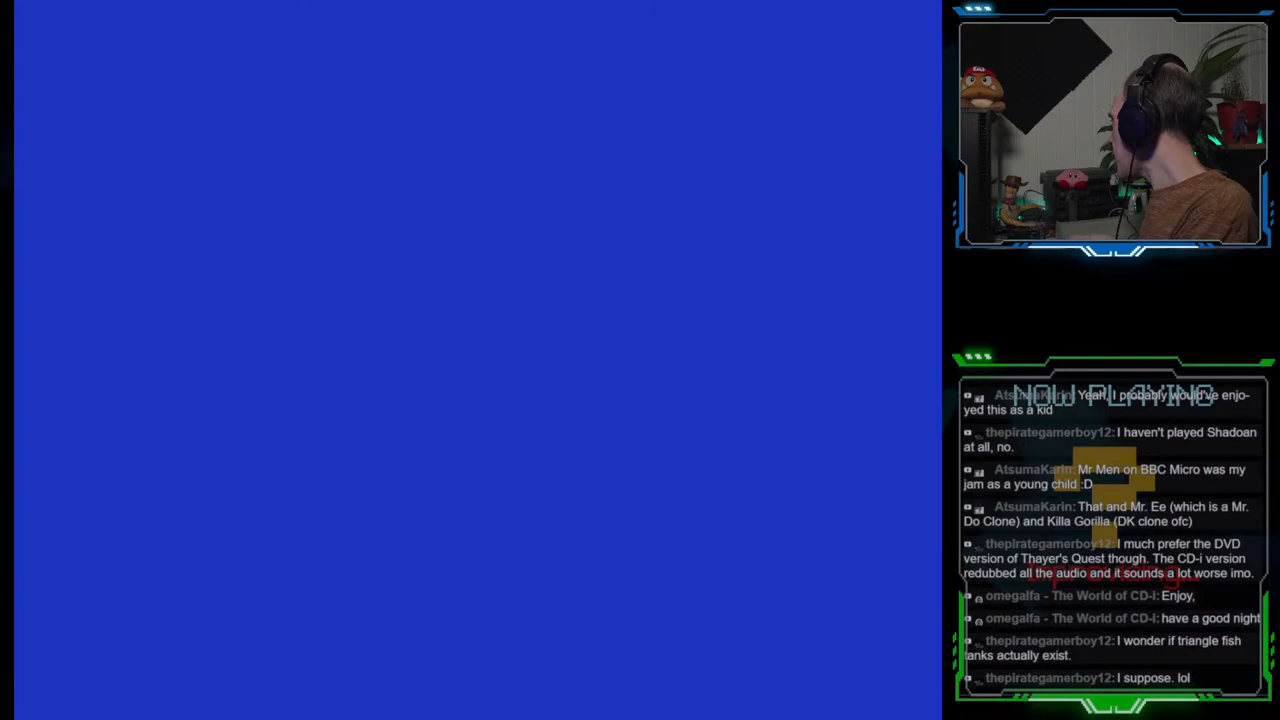 NOW PLAYING
AtsumaKarin: Yeah, I probably would've enjo-
yed this as a kid
thepirategamerboy12: I haven't played Shadoan
at all, no.
AtsumaKarin: Mr Men on BBC Micro was my
jam as a young child :D
AtsumaKarin: That and Mr. Ee (which is a Mr.
Do Clone) and Killa Gorilla (DK clone ofc)
thepirategamerboy12: I much prefer the DVD
version of Thayer's Quest though. The CD-i version
redubbed all the audio and it sounds a lot worse imo.
omegalfa - The World of CD-I: Enjoy,
omegalfa - The World of CD-I: have a good night
thepirategamerboy12: I wonder if triangle fish
tanks actually exist.
thepirategamerboy12: I suppose. lol